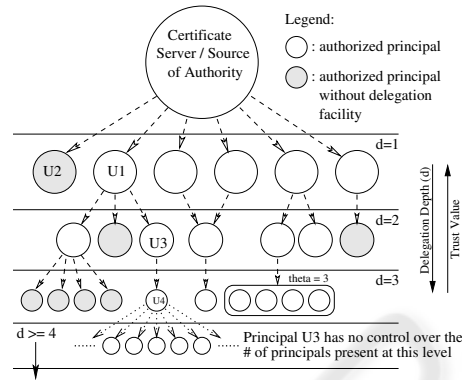 Certificate
Server / Source
of Authority
Legend:
: authorized principal
: authorized principal
without delegation
facility
d=1
U2
U1
d=2
U3
Delegation Depth (d)
Trust Value
d=3
theta = 3
U4
d >= 4
Principal U3 has no control over the
# of principals present at this level